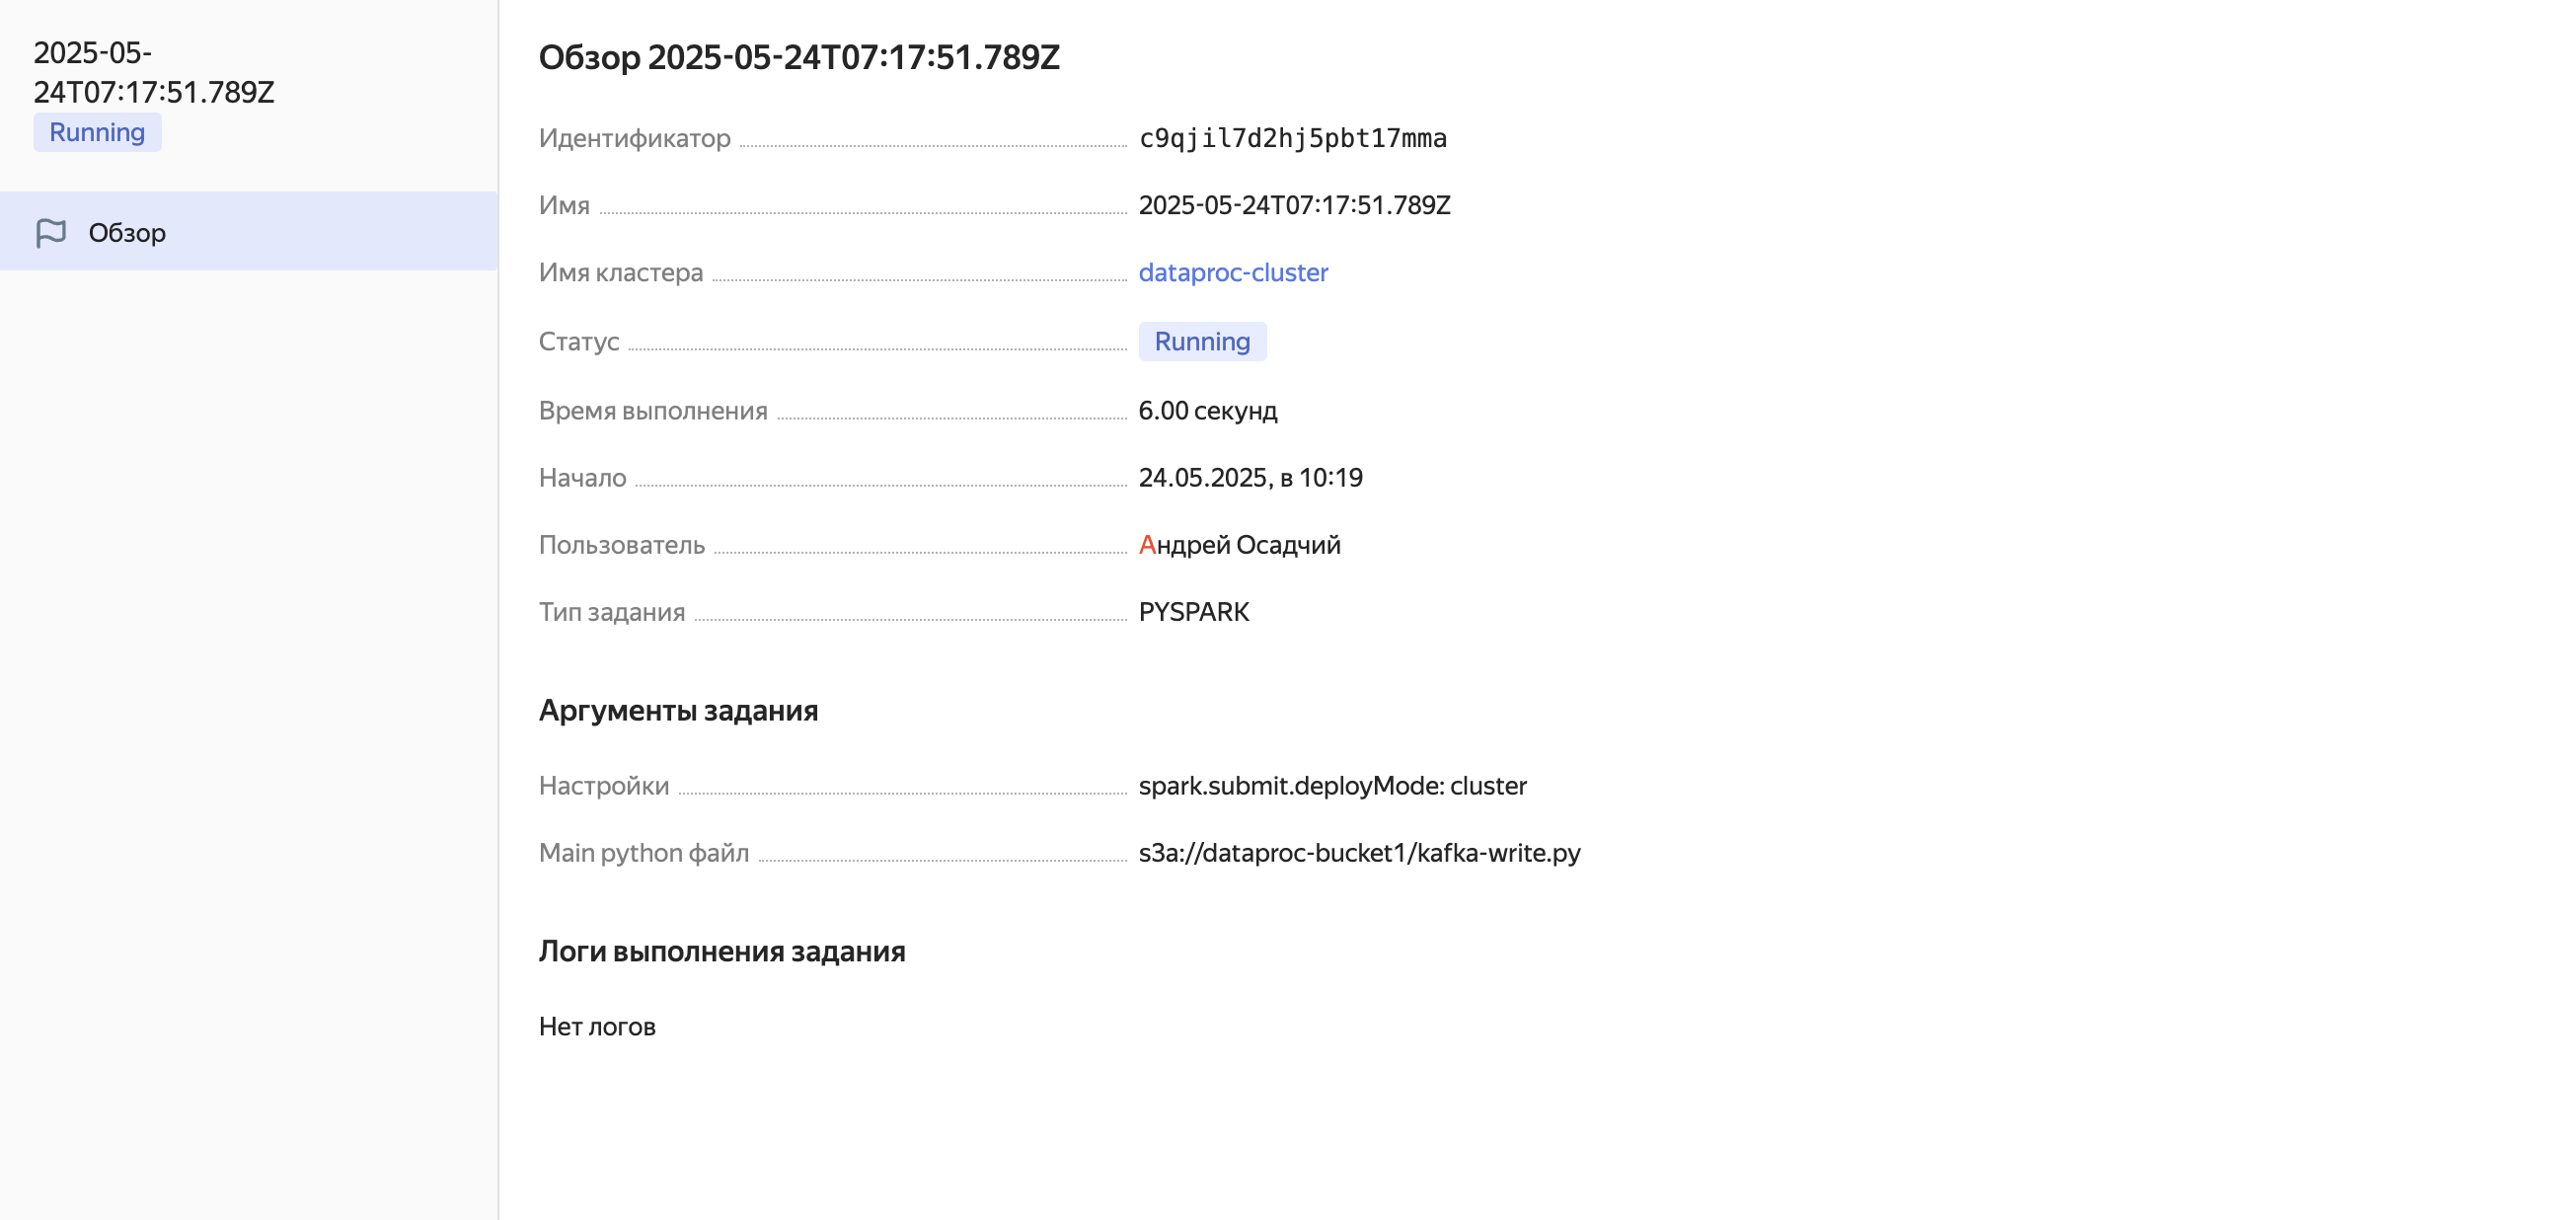 2025-05-
24T07:17:51.789Z
Running
Обзор
Обзор 2025-05-24T07:17:51.789Z
Идентификатор c9qjil7d2hj5pbt17mma
Имя 2025-05-24T07:17:51.789Z
Имя кластера dataproc-cluster
Статус Running
Время выполнения 6.00 секунд
Начало 24.05.2025, в 10:19
Пользователь Андрей Осадчий
Тип задания PYSPARK
Аргументы задания
Настройки spark.submit.deployMode: cluster
Main python файл s3a://dataproc-bucket1/kafka-write.py
Логи выполнения задания
Нет логов